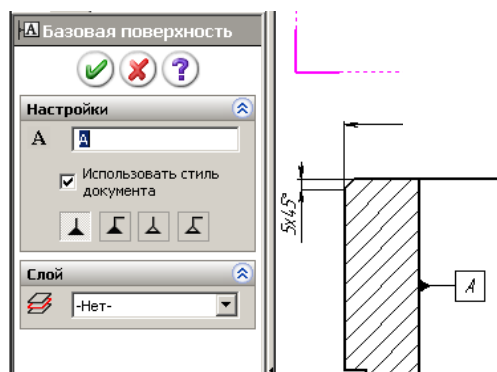 A Базовая поверхность
?
Настройки
A A
Использовать стиль
документа
Слой
-Нет-
5x45°
A